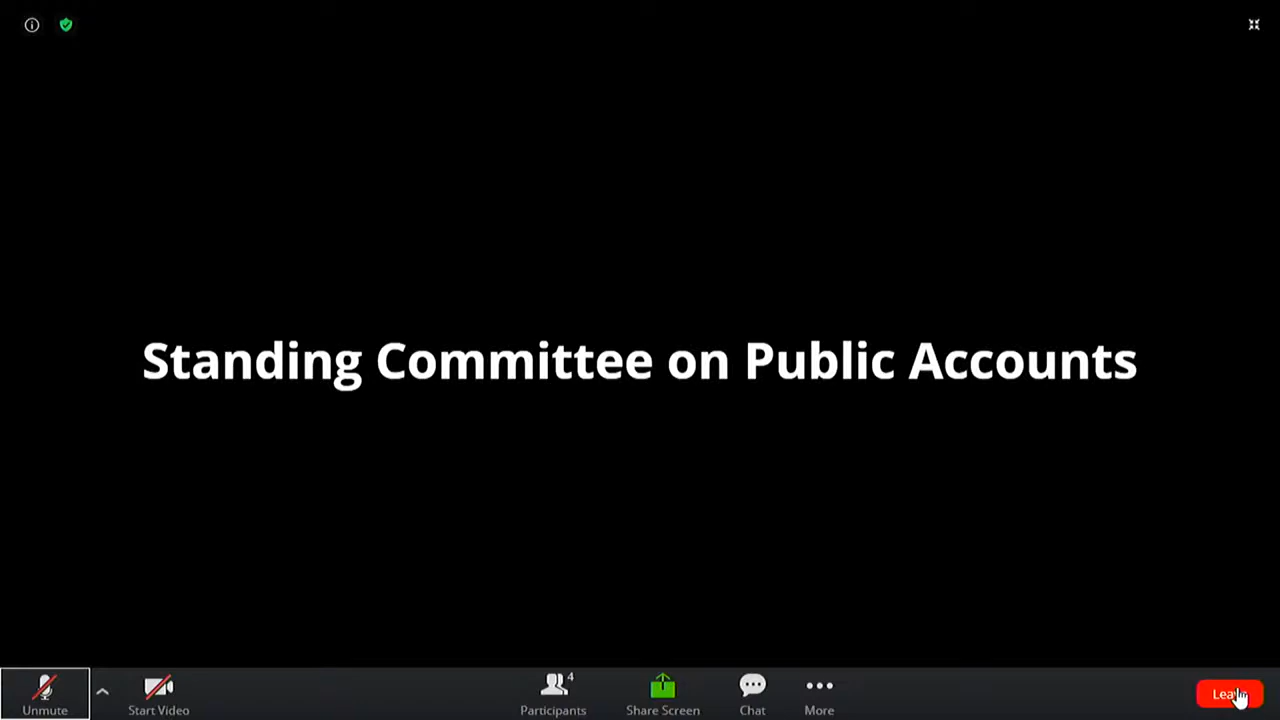 Standing Committee on Public Accounts
Unmute
Start Video
Participants
4
Share Screen
Chat
More